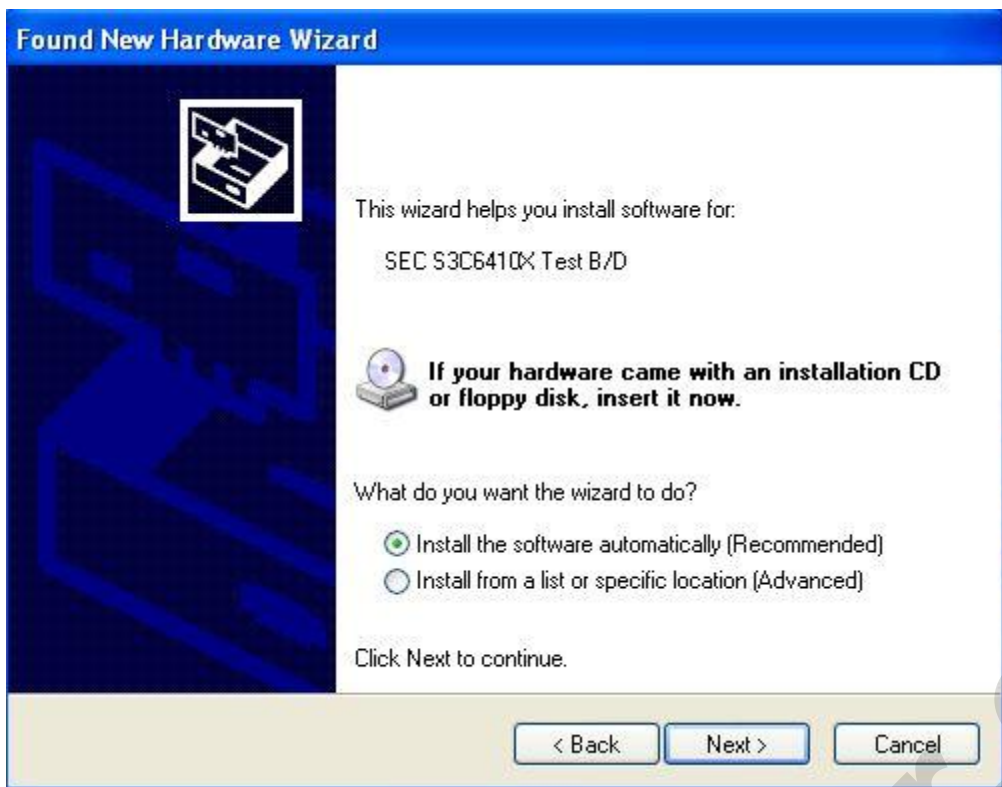 Found New Hardware Wizard
This wizard helps you install software for:
SEC S3C6410X Test B/D
If your hardware came with an installation CD
or floppy disk, insert it now.
What do you want the wizard to do?
Install the software automatically (Recommended)
Install from a list or specific location (Advanced)
Click Next to continue.
< Back
Next >
Cancel